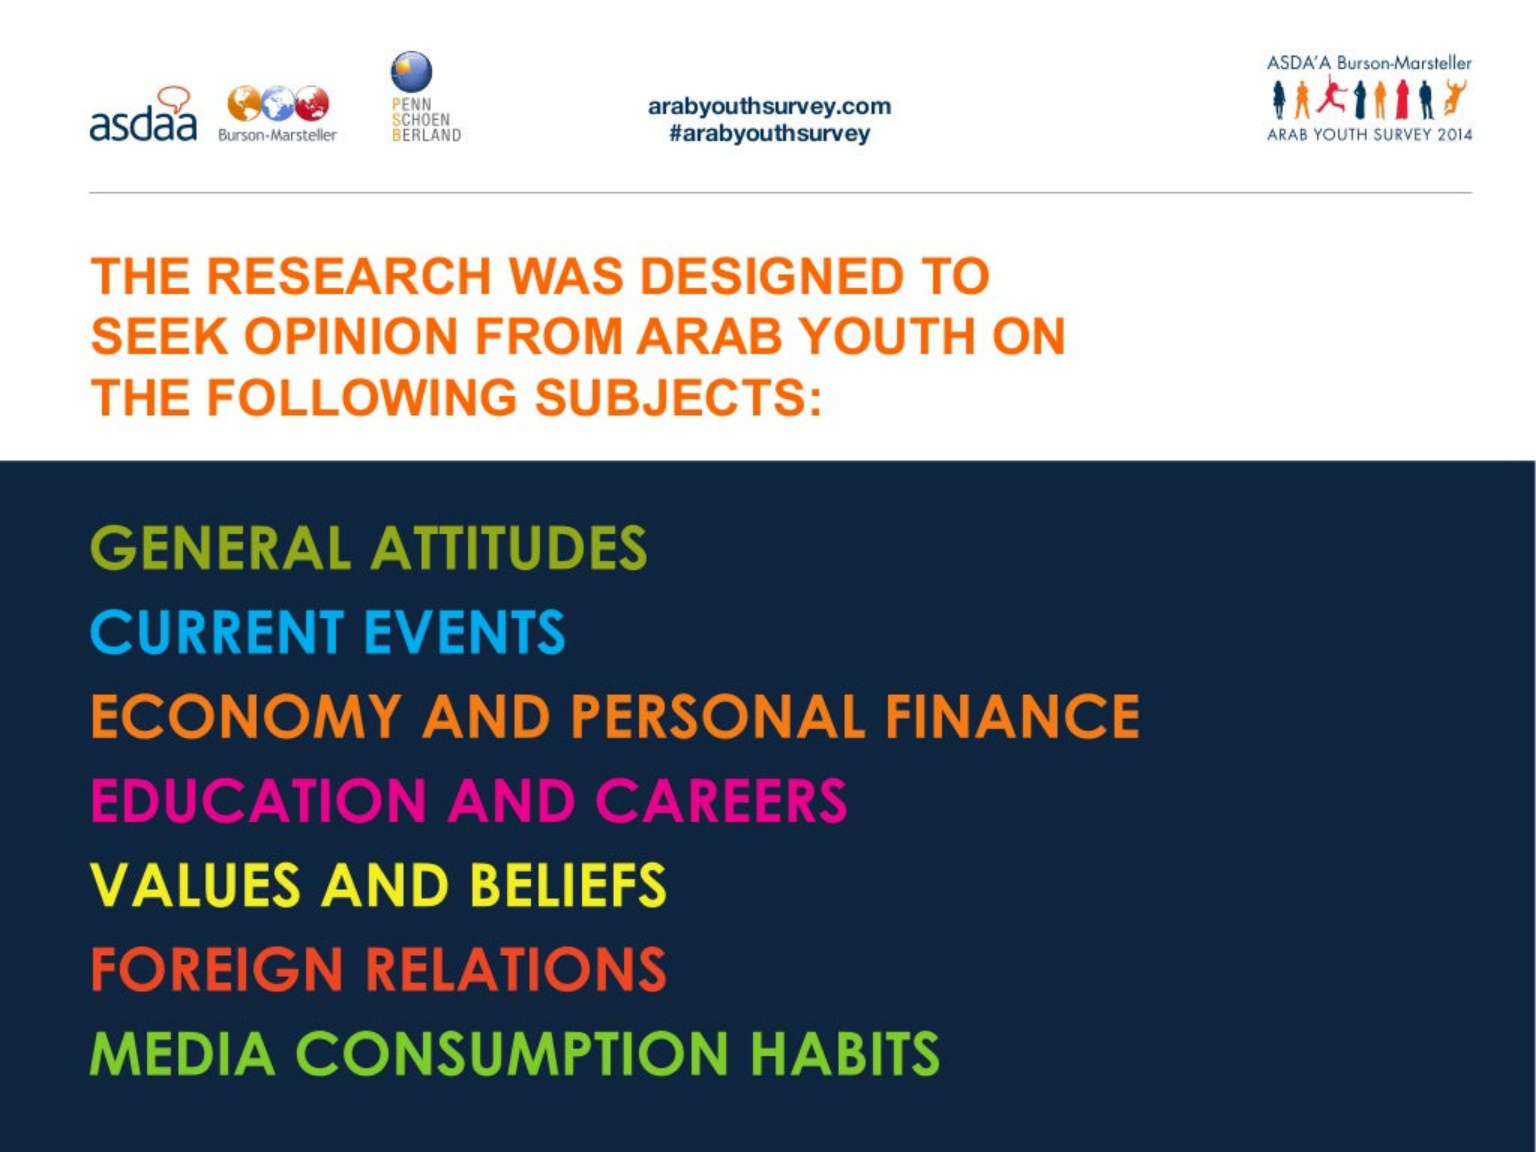 asdaa
Burson-Marsteller
PENN
SCHOEN
BERLAND
arabyouthsurvey.com
#arabyouthsurvey
ASDA'A Burson-Marsteller
ARAB YOUTH SURVEY 2014
THE RESEARCH WAS DESIGNED TO
SEEK OPINION FROM ARAB YOUTH ON
THE FOLLOWING SUBJECTS:
GENERAL ATTITUDES
CURRENT EVENTS
ECONOMY AND PERSONAL FINANCE
EDUCATION AND CAREERS
VALUES AND BELIEFS
FOREIGN RELATIONS
MEDIA CONSUMPTION HABITS